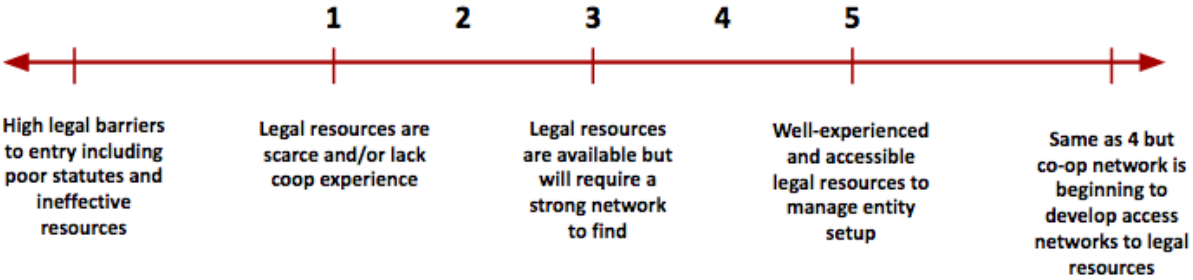 1 2 3 4 5
High legal barriers
to entry including
poor statutes and
ineffective
resources
Legal resources are
scarce and/or lack
coop experience
Legal resources
are available but
will require a
strong network
to find
Well-experienced
and accessible
legal resources to
manage entity
setup
Same as 4 but
co-op network is
beginning to
develop access
networks to legal
resources